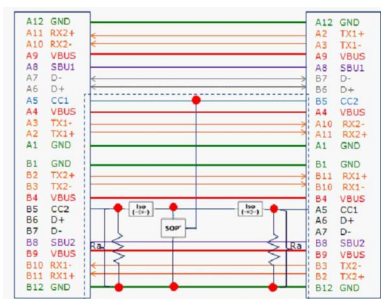 A12 GND A12 GND
A11 RX2+ A2 TX1+
A10 RX2- A3 TX1-
A9 VBUS A9 VBUS
A8 SBU1 A8 SBU1
A7 D- B7 D-
A6 D+ B6 D+
A5 CC1 B5 CC2
A4 VBUS A4 VBUS
A3 TX1- A10 RX2-
A2 TX1+ A11 RX2+
A1 GND A1 GND
B1 GND B1 GND
B2 TX2+ B11 RX1+
B3 TX2- B10 RX1-
B4 VBUS B4 VBUS
B5 CC2 Iso Iso A5 CC1
B6 D+ SOP' A6 D+
B7 D- A7 D-
B8 SBU2 Ra Ra B8 SBU2
B9 VBUS B9 VBUS
B10 RX1- B3 TX2-
B11 RX1+ B2 TX2+
B12 GND B12 GND